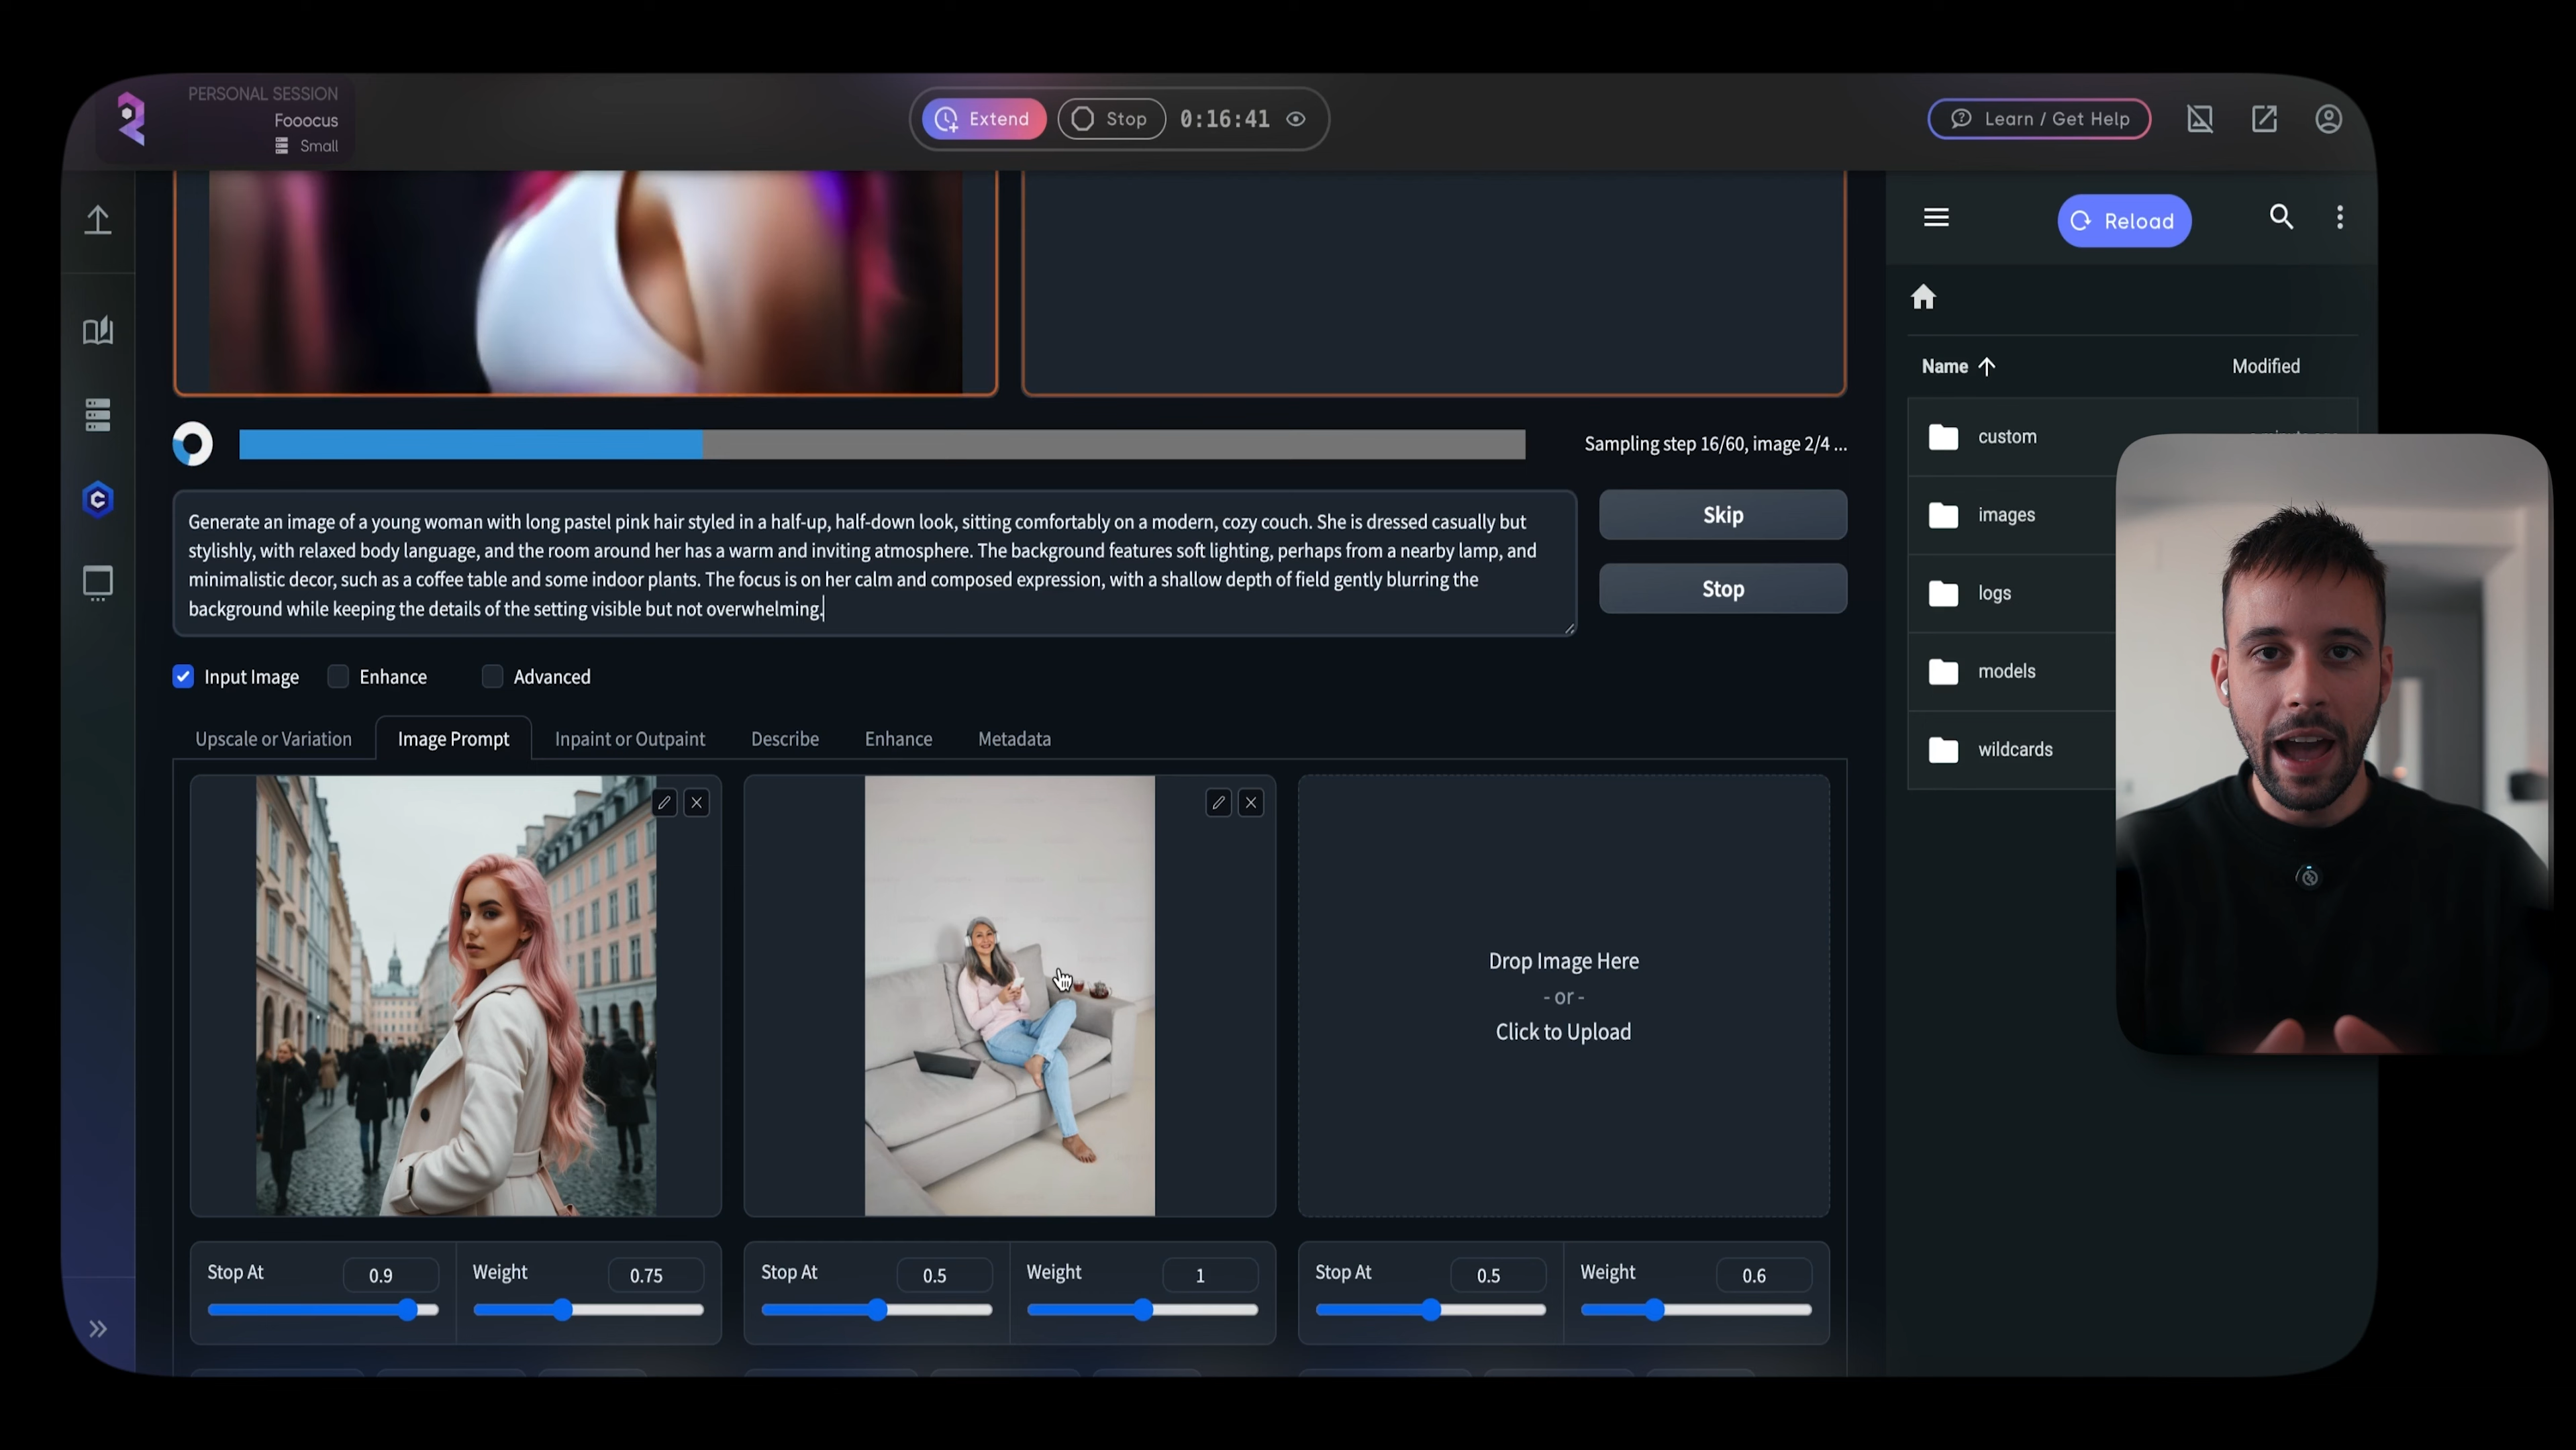 PERSONAL SESSION
Fooocus
Small
Extend
Stop
0:16:41
Learn / Get Help
Reload
Name
Modified
custom
images
logs
models
wildcards
Sampling step 16/60, image 2/4 ...
Generate an image of a young woman with long pastel pink hair styled in a half-up, half-down look, sitting comfortably on a modern, cozy couch. She is dressed casually but
stylishly, with relaxed body language, and the room around her has a warm and inviting atmosphere. The background features soft lighting, perhaps from a nearby lamp, and
minimalistic decor, such as a coffee table and some indoor plants. The focus is on her calm and composed expression, with a shallow depth of field gently blurring the
background while keeping the details of the setting visible but not overwhelming.
Skip
Stop
Input Image
Enhance
Advanced
Upscale or Variation
Image Prompt
Inpaint or Outpaint
Describe
Enhance
Metadata
Drop Image Here
- or -
Click to Upload
Stop At
0.9
Weight
0.75
Stop At
0.5
Weight
1
Stop At
0.5
Weight
0.6